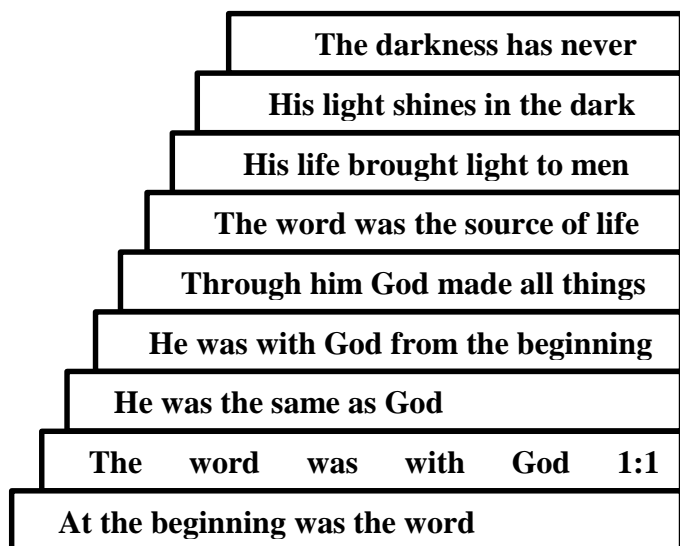 The darkness has never
His light shines in the dark
His life brought light to men
The word was the source of life
Through him God made all things
He was with God from the beginning
He was the same as God
The word was with God 1:1
At the beginning was the word